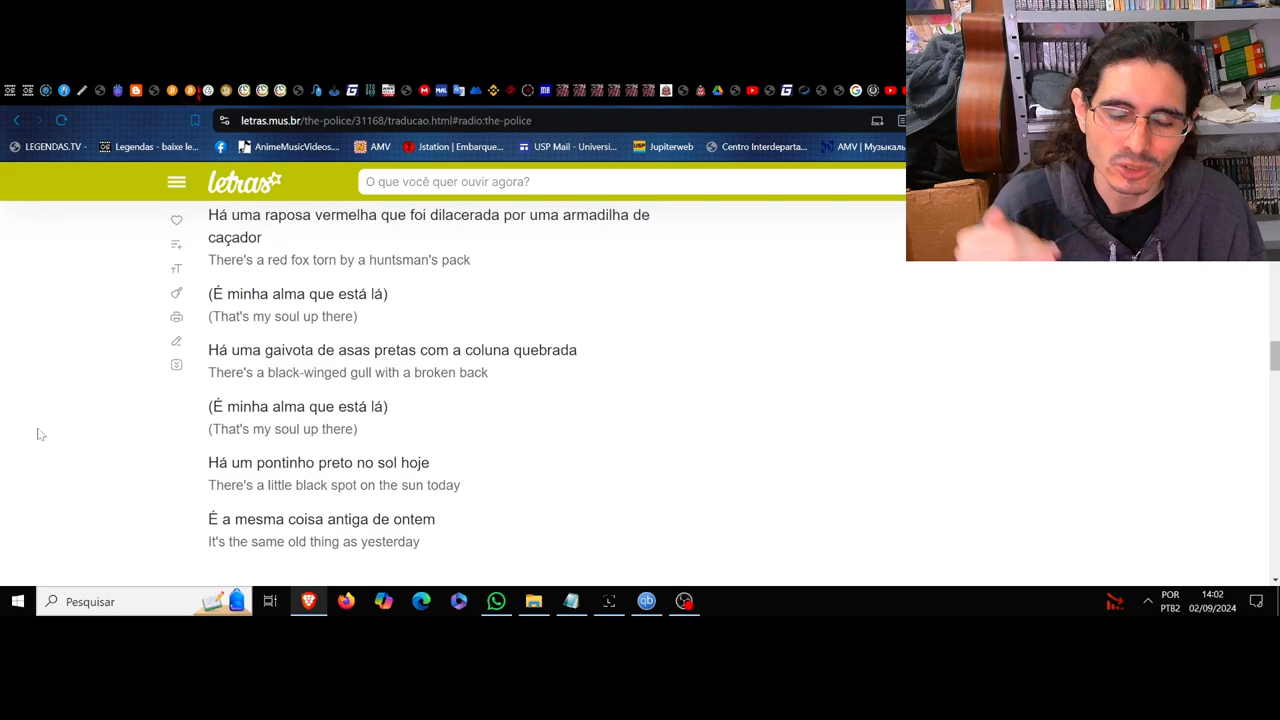 letras.mus.br/the-police/31168/traducao.html#radio:the-police
LEGENDAS.TV - Legendas - baixe le... AnimeMusicVideos.... AMV Jstation | Embarque... USP Mail - Universi... Jupiterweb Centro Interdeparta... AMV | Музыкаль
letras
O que você quer ouvir agora?
Há uma raposa vermelha que foi dilacerada por uma armadilha de
caçador
There's a red fox torn by a huntsman's pack
(É minha alma que está lá)
(That's my soul up there)
Há uma gaivota de asas pretas com a coluna quebrada
There's a black-winged gull with a broken back
(É minha alma que está lá)
(That's my soul up there)
Há um pontinho preto no sol hoje
There's a little black spot on the sun today
É a mesma coisa antiga de ontem
It's the same old thing as yesterday
Pesquisar
POR
PTB2
14:02
02/09/2024